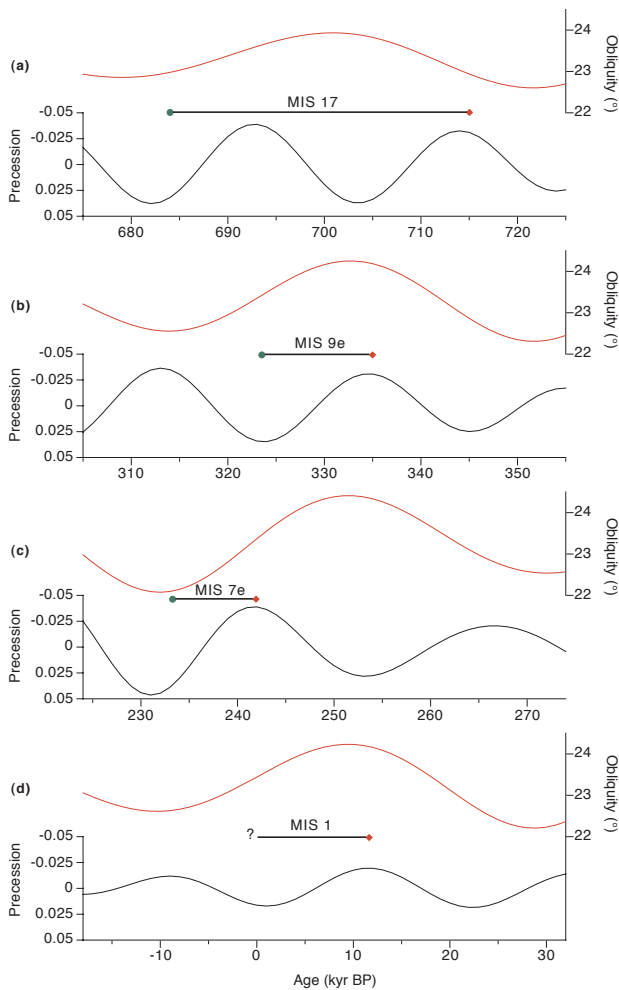 24
(a)
23
Obliquity (°)
MIS 17
-0.05
22
-0.025
0
0.025
0.05
Precession
680 690 700 710 720
24
(b)
23
Obliquity (°)
MIS 9e
-0.05
22
-0.025
0
0.025
0.05
Precession
310 320 330 340 350
24
(c)
23
Obliquity (°)
MIS 7e
-0.05
22
-0.025
0
0.025
0.05
Precession
230 240 250 260 270
24
(d)
23
Obliquity (°)
MIS 1
?
-0.05
22
-0.025
0
0.025
0.05
Precession
-10 0 10 20 30
Age (kyr BP)